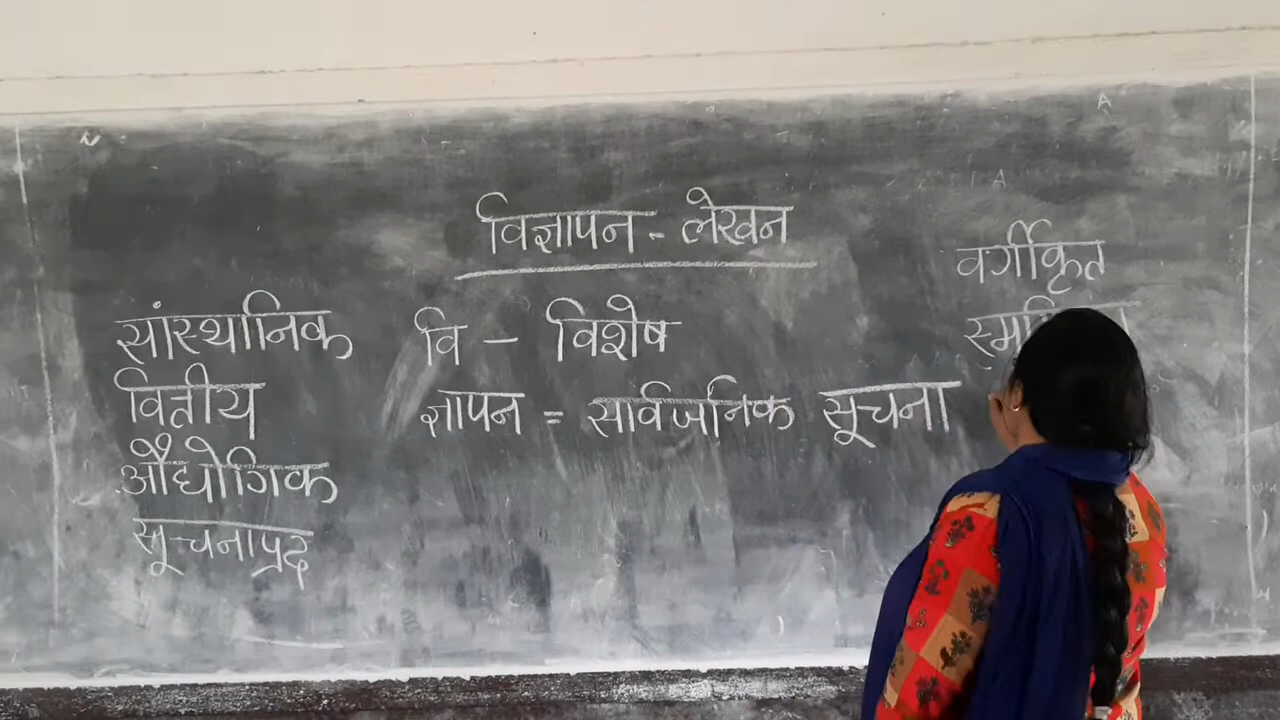 विज्ञापन - लेखन
सांस्थानिक
वित्तीय
औद्योगिक
सूचनाप्रद
वि - विशेष
ज्ञापन = सार्वजनिक सूचना
वर्गीकृत